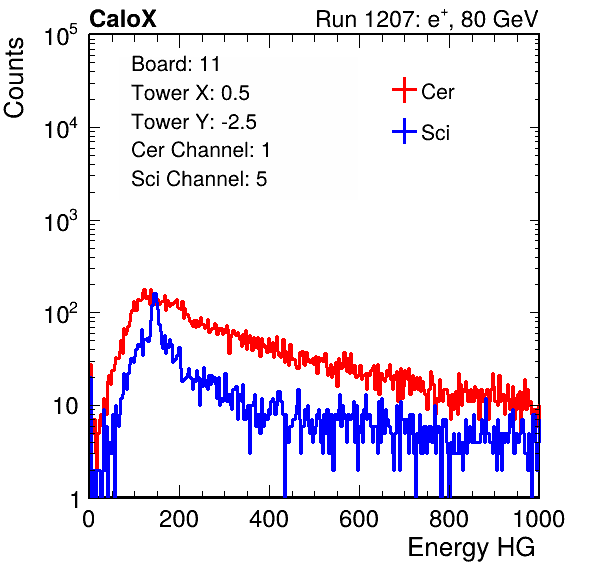 CaloX Run 1207: e⁺, 80 GeV
Counts
10⁵
10⁴
10³
10²
10
1
Board: 11
Tower X: 0.5
Tower Y: -2.5
Cer Channel: 1
Sci Channel: 5
Cer
Sci
0 200 400 600 800 1000
Energy HG